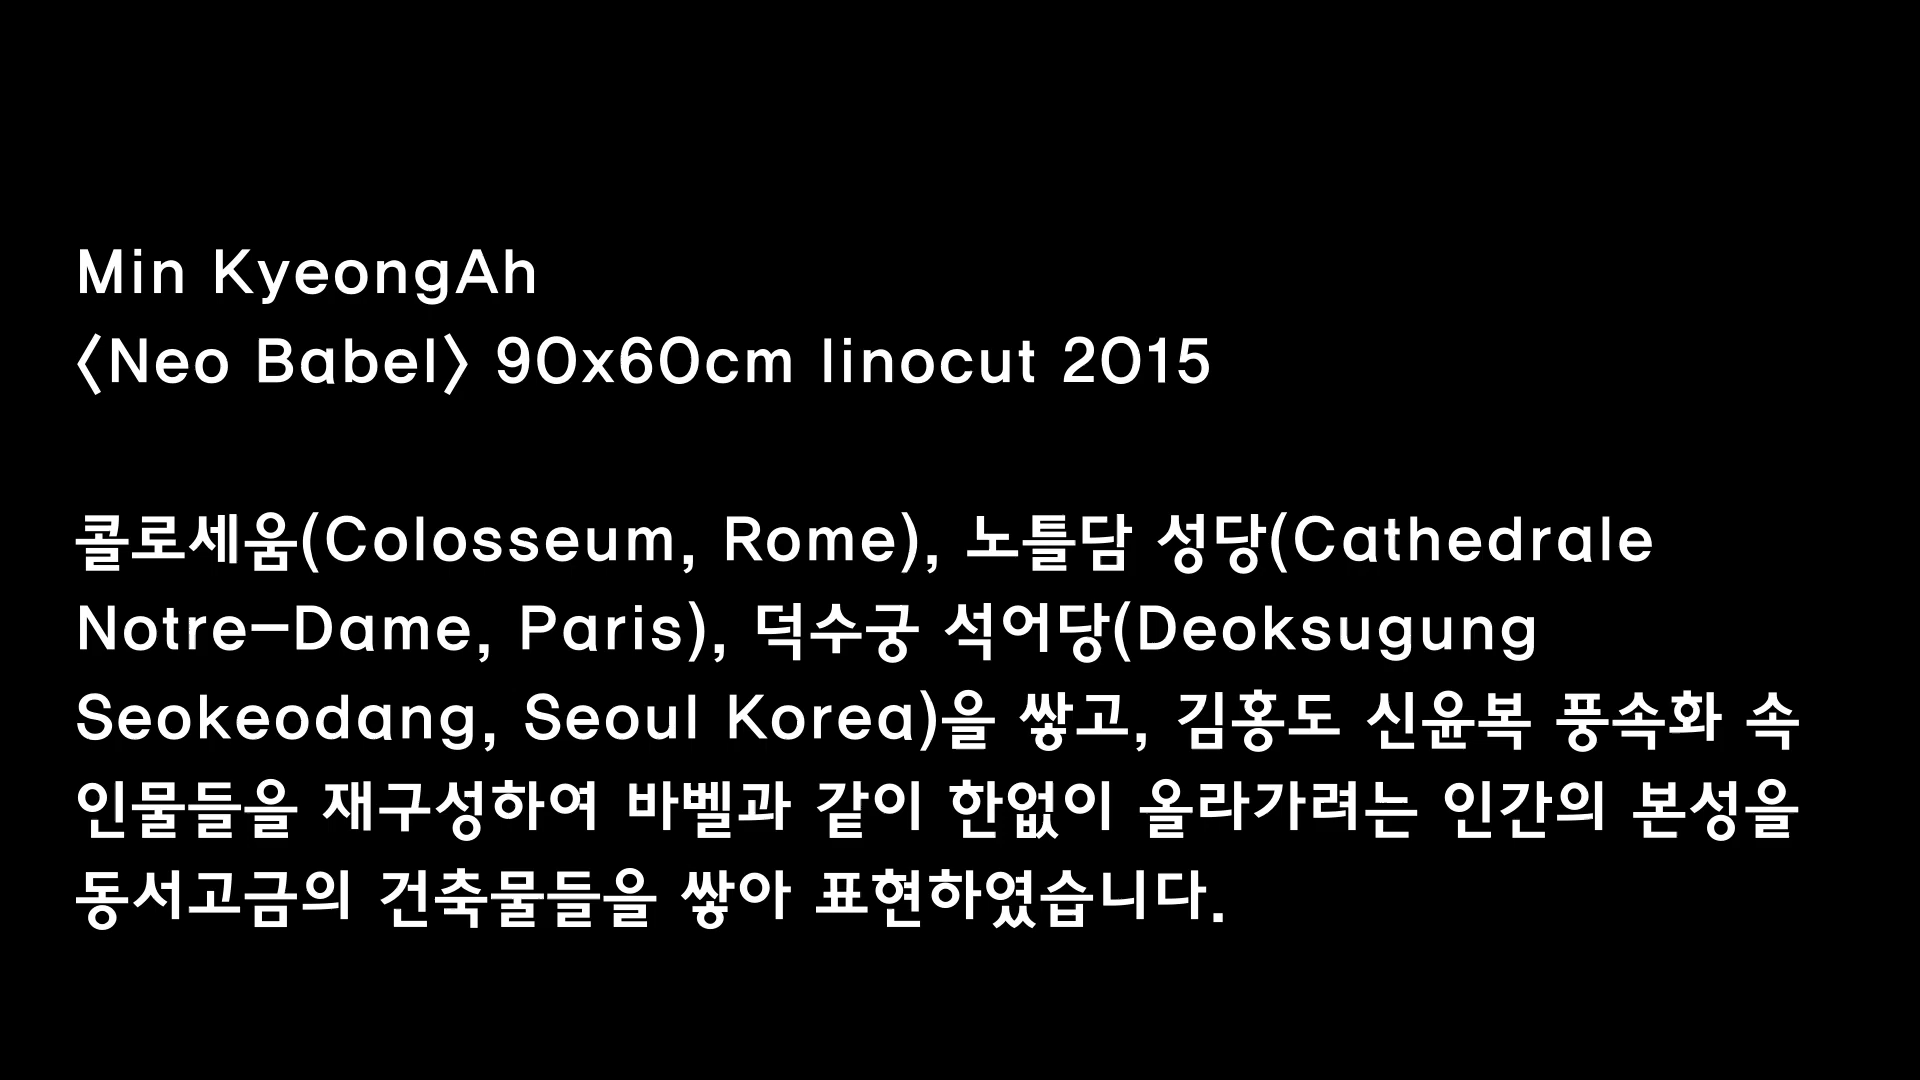 Min KyeongAh
〈Neo Babel〉 90x60cm linocut 2015
콜로세움(Colosseum, Rome), 노틀담 성당(Cathedrale
Notre-Dame, Paris), 덕수궁 석어당(Deoksugung
Seokeodang, Seoul Korea)을 쌓고, 김홍도 신윤복 풍속화 속
인물들을 재구성하여 바벨과 같이 한없이 올라가려는 인간의 본성을
동서고금의 건축물들을 쌓아 표현하였습니다.